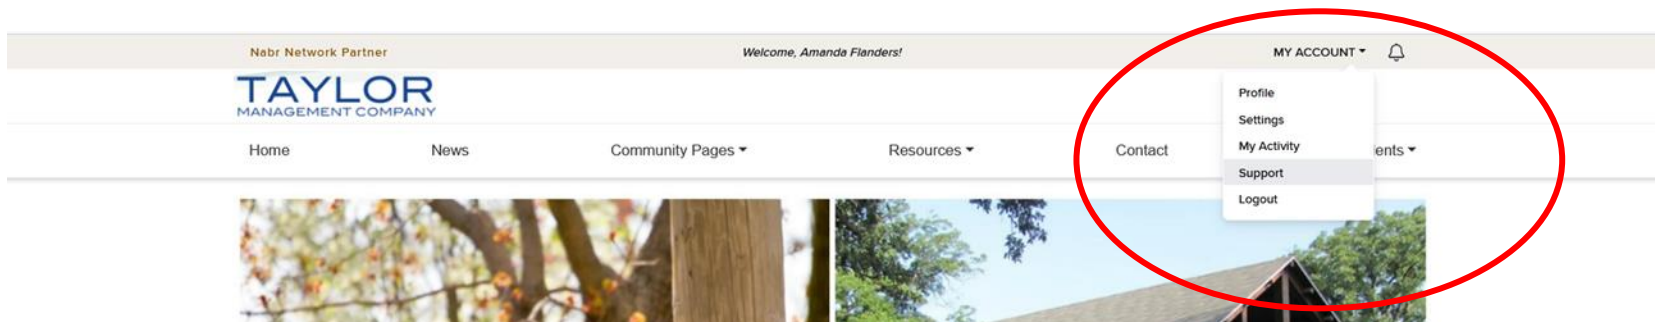 Nabr Network Partner
Welcome, Amanda Flanders!
MY ACCOUNT
TAYLOR
MANAGEMENT COMPANY
Home
News
Community Pages
Resources
Contact
ents
Profile
Settings
My Activity
Support
Logout